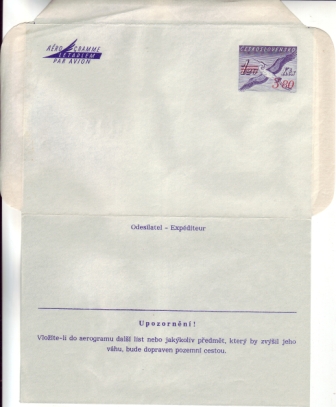 AÉROGRAMME
LETECKY
PAR AVION
ČESKOSLOVENSKO
Kčs
3·60
Odesílatel – Expéditeur
Upozornění!
Vložíte-li do aerogramu další list nebo jakýkoliv předmět, který by zvýšil jeho
váhu, bude dopraven pozemní cestou.